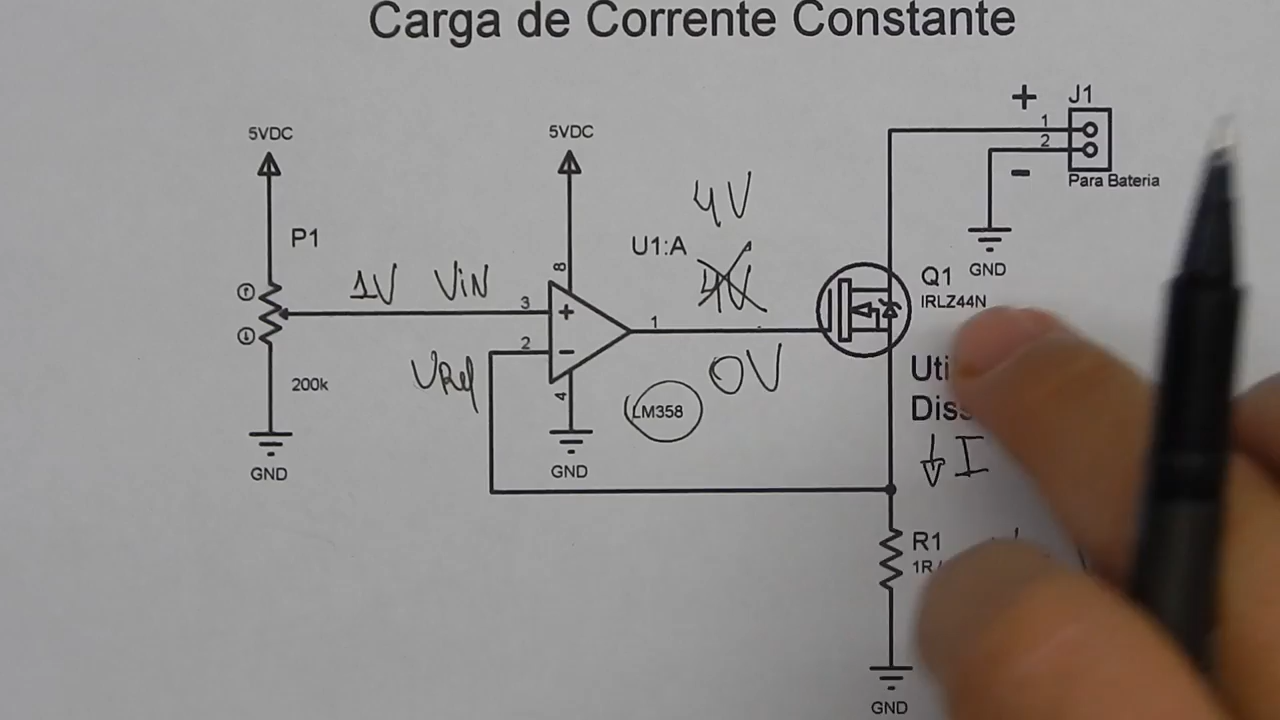 Carga de Corrente Constante
+
J1
5VDC
5VDC
1
2
-
Para Bateria
4V
P1
U1:A
8
GND
Q1
IRLZ44N
1V
Vin
4V
3
+
1
2
-
VRef
0V
200k
4
LM358
GND
GND
I
R1
GND